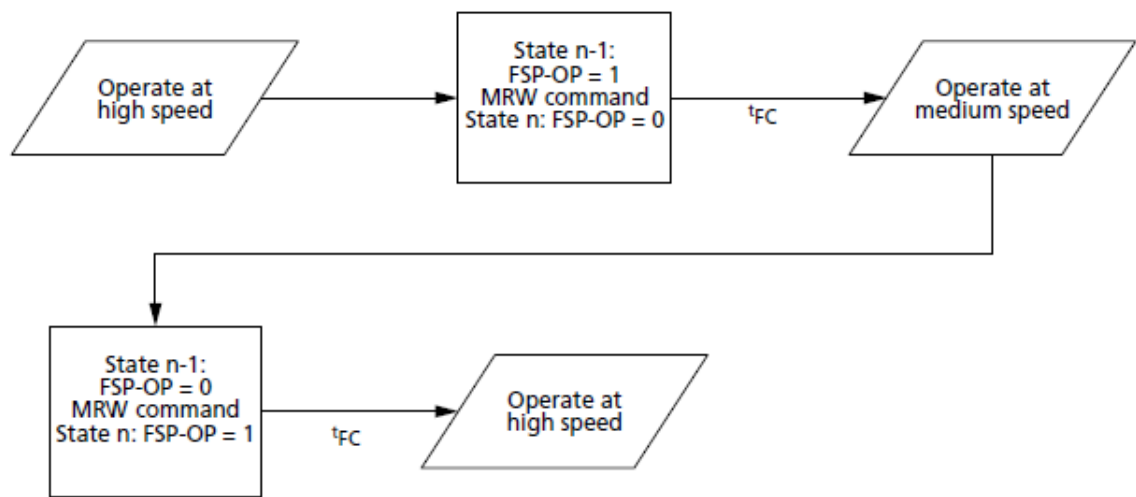 Operate at
high speed
State n-1:
FSP-OP = 1
MRW command
State n: FSP-OP = 0
tFC
Operate at
medium speed
State n-1:
FSP-OP = 0
MRW command
State n: FSP-OP = 1
tFC
Operate at
high speed